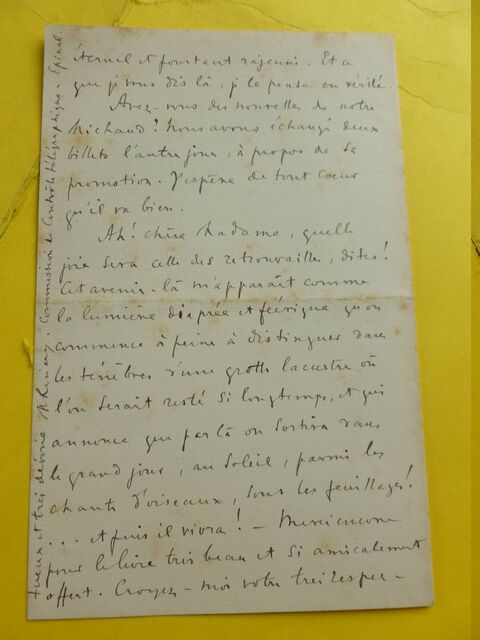 éternel et pourtant rajeuni. Et ce
que je vous dis là, je le pense en vérité.
Avez-vous des nouvelles de notre
Michaud? Nous avons échangé deux
billets l'autre jour, à propos de sa
promotion. J'espère de tout cœur
qu'il va bien.
Ah! chère Madame, quelle
joie sera celle des retrouvailles, dites!
Cet avenir-là m'apparaît comme
la lumière diaprée et féérique qu'on
commence à peine à distinguer dans
les ténèbres d'une grotte lacustre où
l'on serait resté si longtemps, et qui
annonce que par là on sortira dans
le grand jour, au soleil, parmi les
chants d'oiseaux, sous les feuillages!
... et puis il vivra! — Merci encore
pour le livre très beau et si amicalement
offert. Croyez-moi votre très respec-
tueux et très dévoué Commission de Contrôle télégraphique. Epinal.